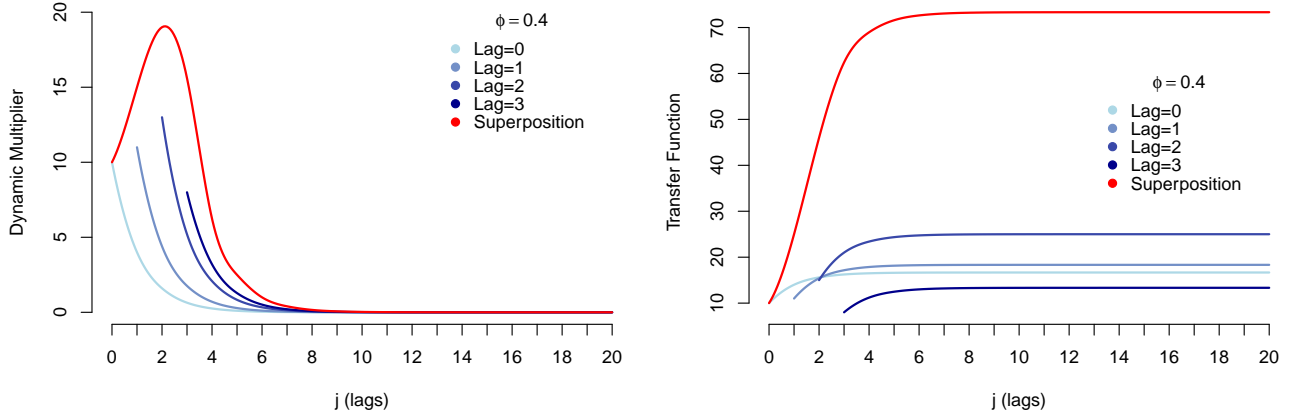 Dynamic Multiplier
20
15
10
5
0
ϕ = 0.4
Lag=0
Lag=1
Lag=2
Lag=3
Superposition
0 2 4 6 8 10 12 14 16 18 20
j (lags)
Transfer Function
70
60
50
40
30
20
10
ϕ = 0.4
Lag=0
Lag=1
Lag=2
Lag=3
Superposition
0 2 4 6 8 10 12 14 16 18 20
j (lags)